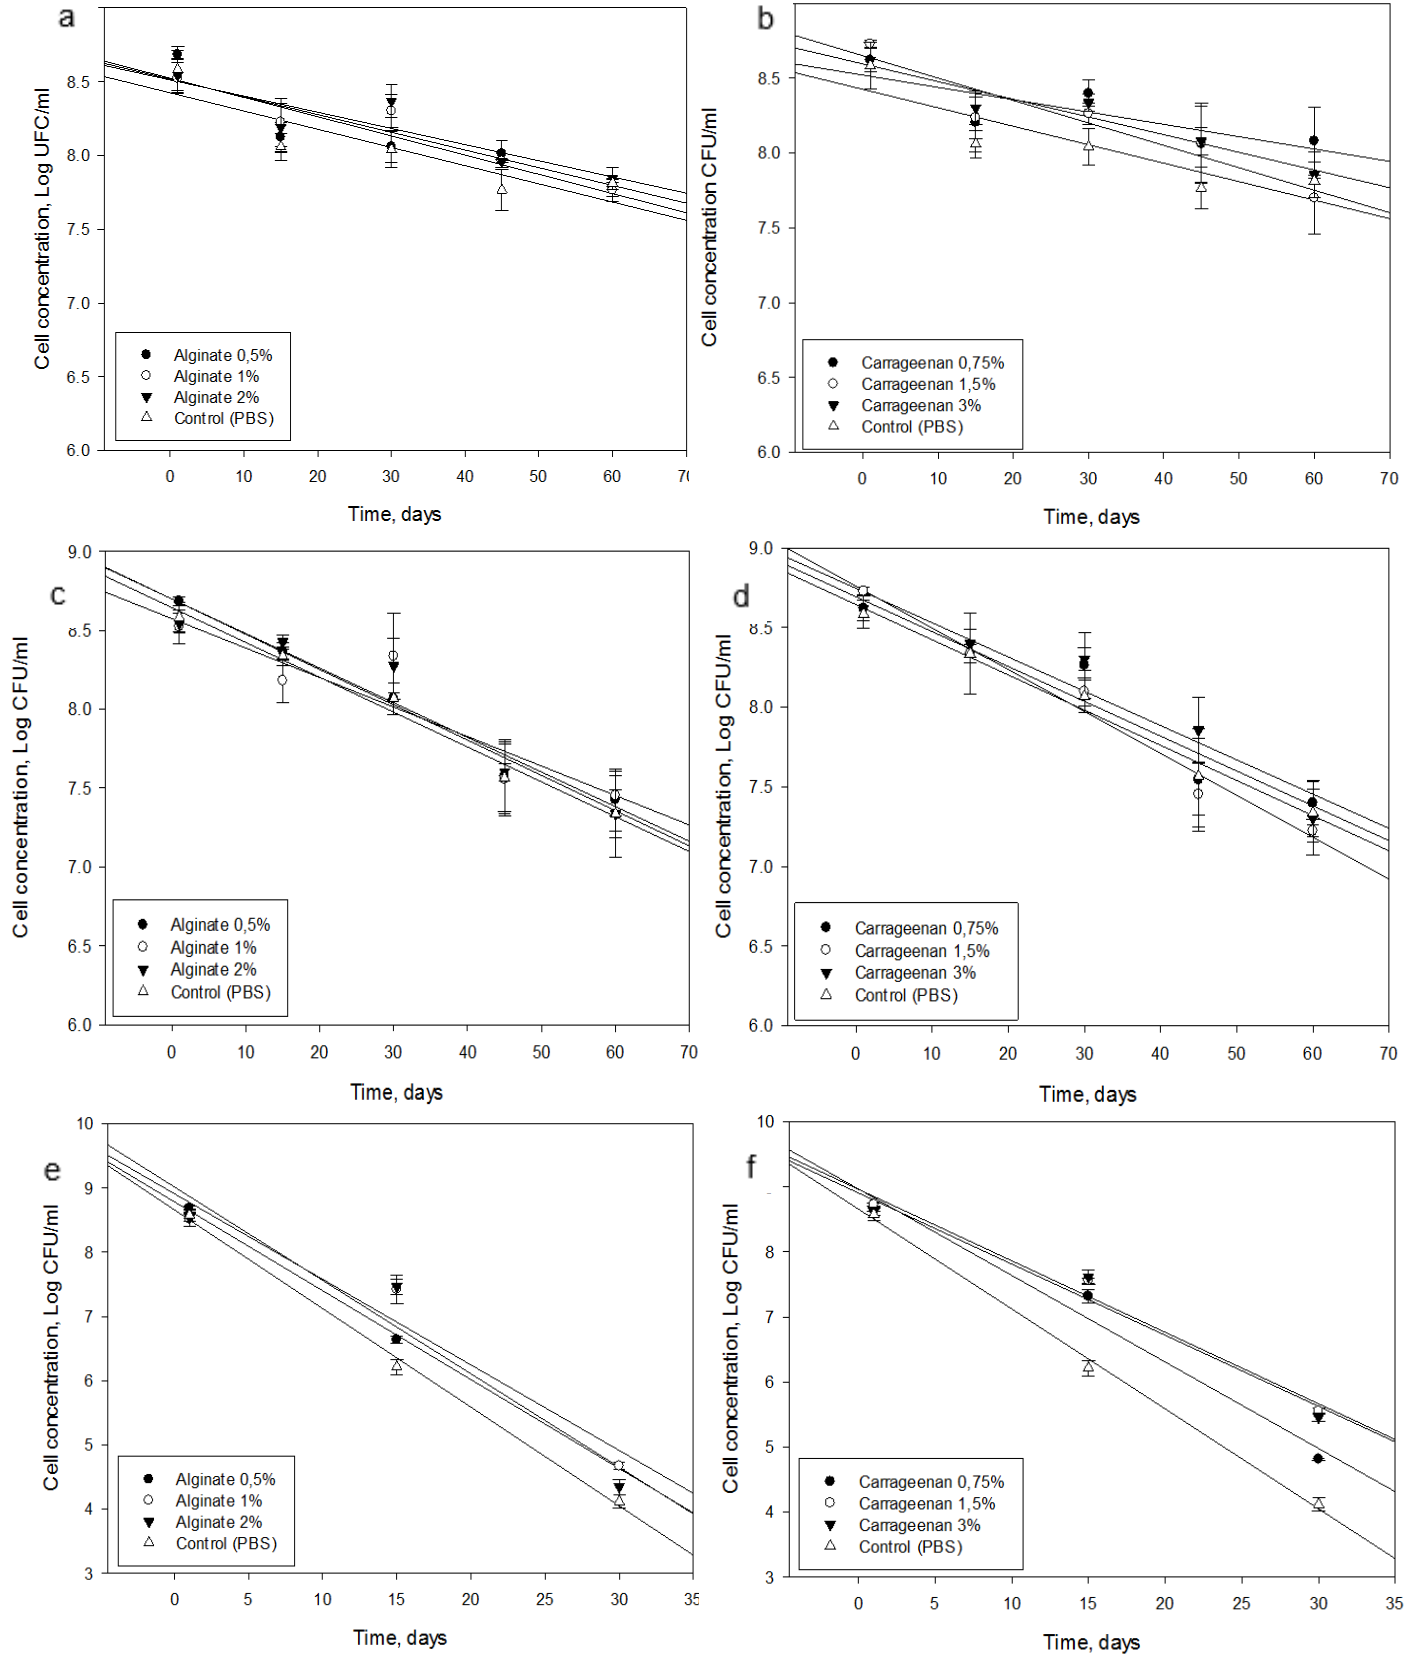 a
Cell concentration, Log UFC/ml
8.5
8.0
7.5
7.0
6.5
6.0
Alginate 0,5%
Alginate 1%
Alginate 2%
Control (PBS)
0 10 20 30 40 50 60 70
Time, days
b
Cell concentration CFU/ml
8.5
8.0
7.5
7.0
6.5
6.0
Carrageenan 0,75%
Carrageenan 1,5%
Carrageenan 3%
Control (PBS)
0 10 20 30 40 50 60 70
Time, days
c
Cell concentration, Log CFU/ml
9.0
8.5
8.0
7.5
7.0
6.5
6.0
Alginate 0,5%
Alginate 1%
Alginate 2%
Control (PBS)
0 10 20 30 40 50 60 70
Time, days
d
Cell concentration, Log CFU/ml
9.0
8.5
8.0
7.5
7.0
6.5
6.0
Carrageenan 0,75%
Carrageenan 1,5%
Carrageenan 3%
Control (PBS)
0 10 20 30 40 50 60 70
Time, days
e
Cell concentration, Log CFU/ml
10
9
8
7
6
5
4
3
Alginate 0,5%
Alginate 1%
Alginate 2%
Control (PBS)
0 5 10 15 20 25 30 35
Time, days
f
Cell concentration, Log CFU/ml
10
8
7
6
5
4
3
Carrageenan 0,75%
Carrageenan 1,5%
Carrageenan 3%
Control (PBS)
0 5 10 15 20 25 30 35
Time, days